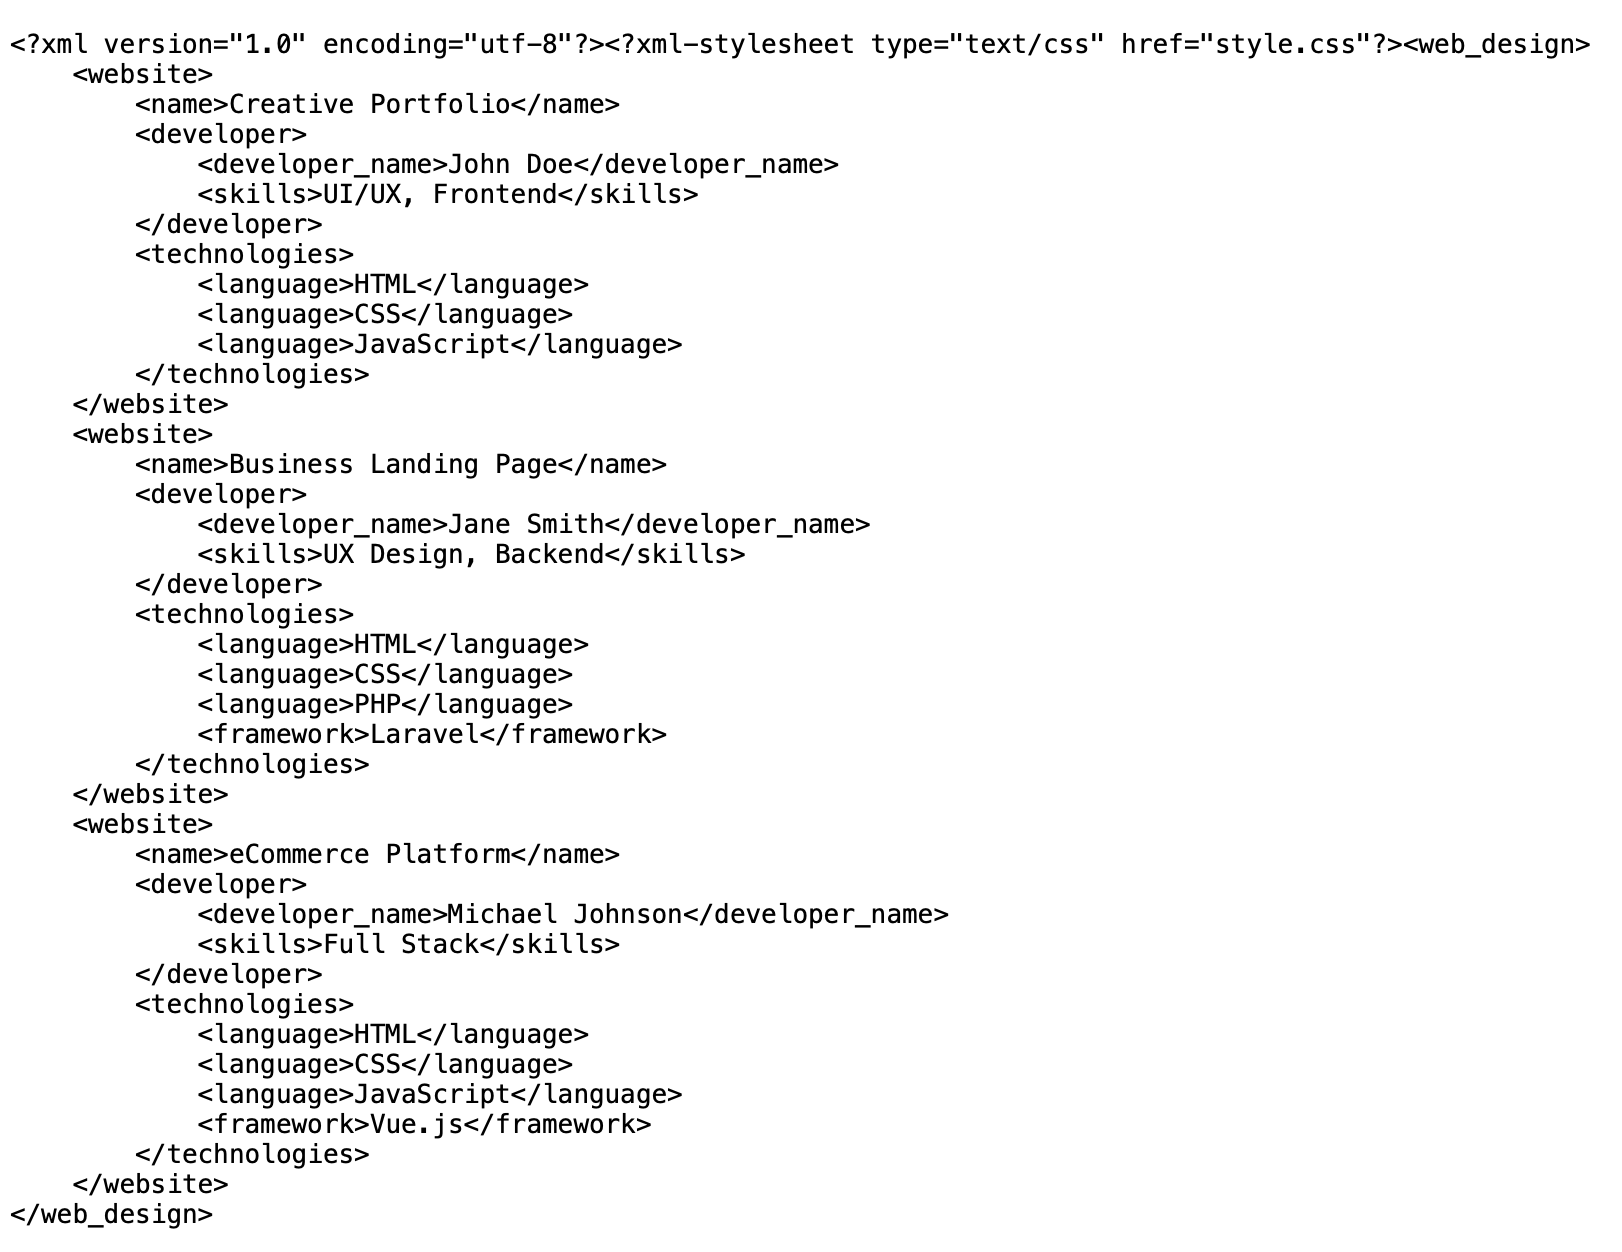 <?xml version="1.0" encoding="utf-8"?><?xml-stylesheet type="text/css" href="style.css"?><web_design>
    <website>
        <name>Creative Portfolio</name>
        <developer>
            <developer_name>John Doe</developer_name>
            <skills>UI/UX, Frontend</skills>
        </developer>
        <technologies>
            <language>HTML</language>
            <language>CSS</language>
            <language>JavaScript</language>
        </technologies>
    </website>
    <website>
        <name>Business Landing Page</name>
        <developer>
            <developer_name>Jane Smith</developer_name>
            <skills>UX Design, Backend</skills>
        </developer>
        <technologies>
            <language>HTML</language>
            <language>CSS</language>
            <language>PHP</language>
            <framework>Laravel</framework>
        </technologies>
    </website>
    <website>
        <name>eCommerce Platform</name>
        <developer>
            <developer_name>Michael Johnson</developer_name>
            <skills>Full Stack</skills>
        </developer>
        <technologies>
            <language>HTML</language>
            <language>CSS</language>
            <language>JavaScript</language>
            <framework>Vue.js</framework>
        </technologies>
    </website>
</web_design>